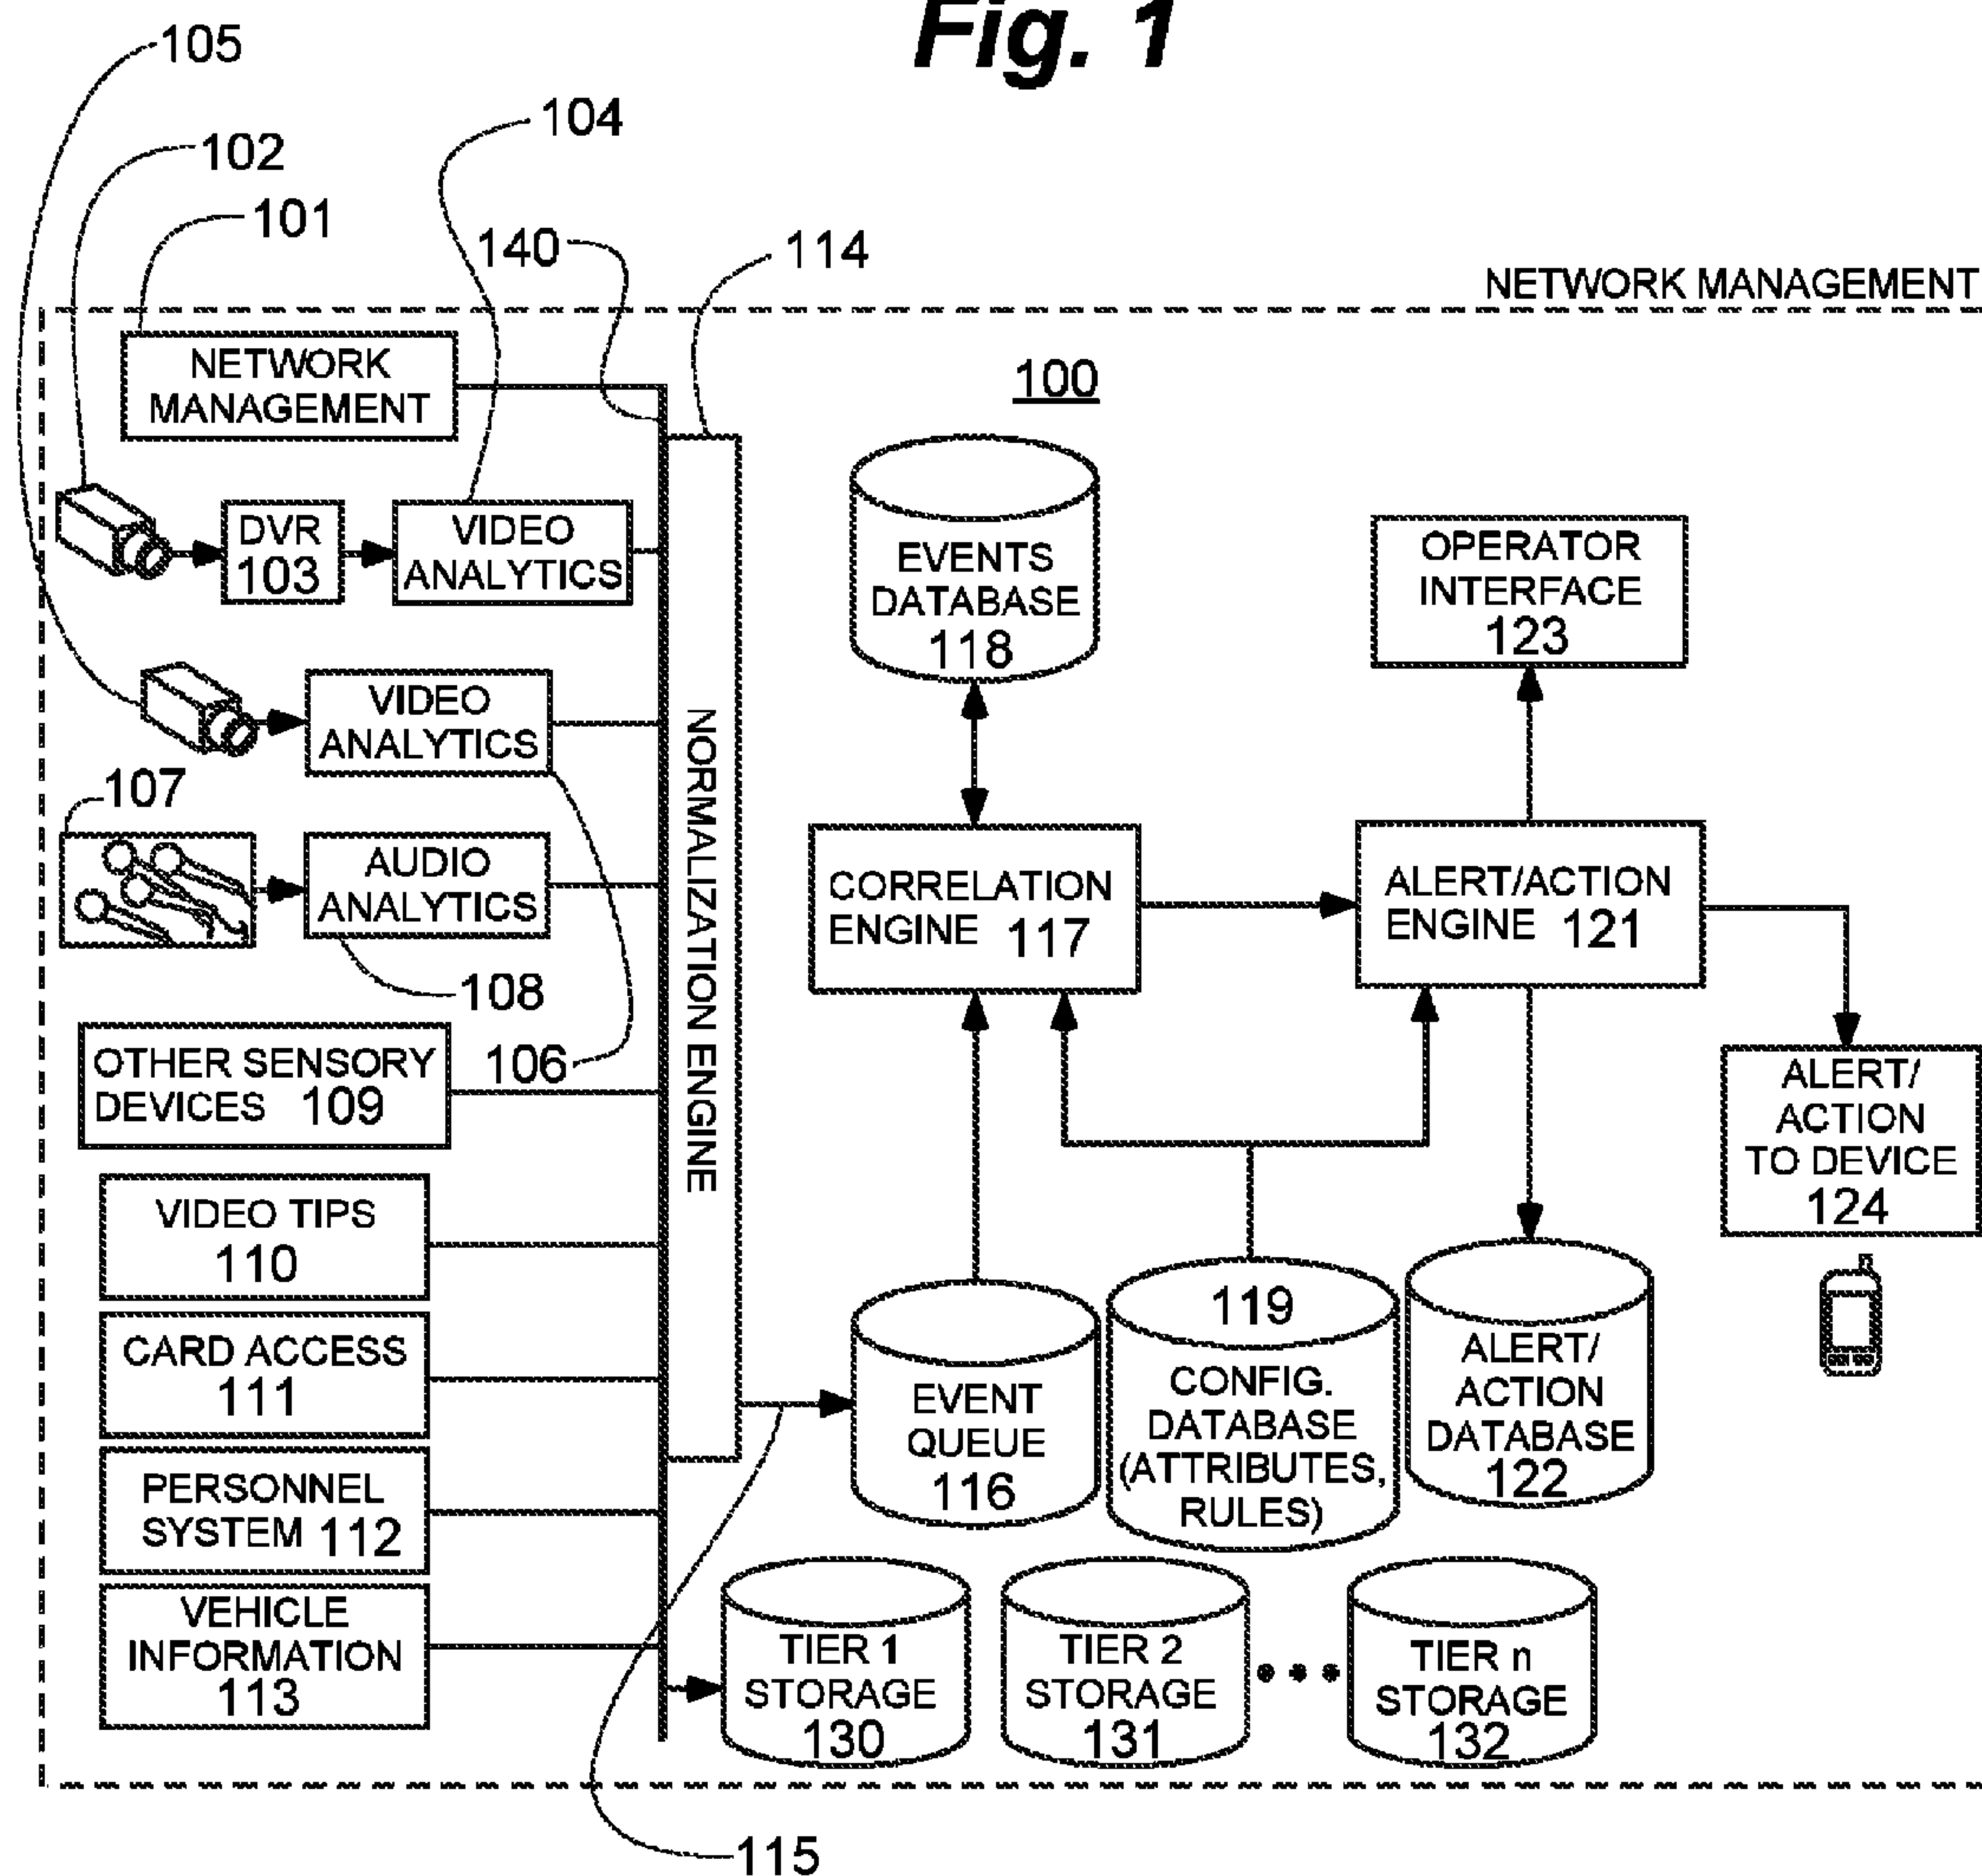 Fig. 1
105
104
102
101
140
114
NETWORK MANAGEMENT
NETWORK
MANAGEMENT
100
DVR
103
VIDEO
ANALYTICS
EVENTS
DATABASE
118
OPERATOR
INTERFACE
123
VIDEO
ANALYTICS
NORMALIZATION ENGINE
107
AUDIO
ANALYTICS
108
CORRELATION
ENGINE 117
ALERT/ACTION
ENGINE 121
OTHER SENSORY
DEVICES 109
106
ALERT/
ACTION
TO DEVICE
124
VIDEO TIPS
110
CARD ACCESS
111
EVENT
QUEUE
116
119
CONFIG.
DATABASE
(ATTRIBUTES,
RULES)
ALERT/
ACTION
DATABASE
122
PERSONNEL
SYSTEM 112
VEHICLE
INFORMATION
113
TIER 1
STORAGE
130
TIER 2
STORAGE
131
TIER n
STORAGE
132
115